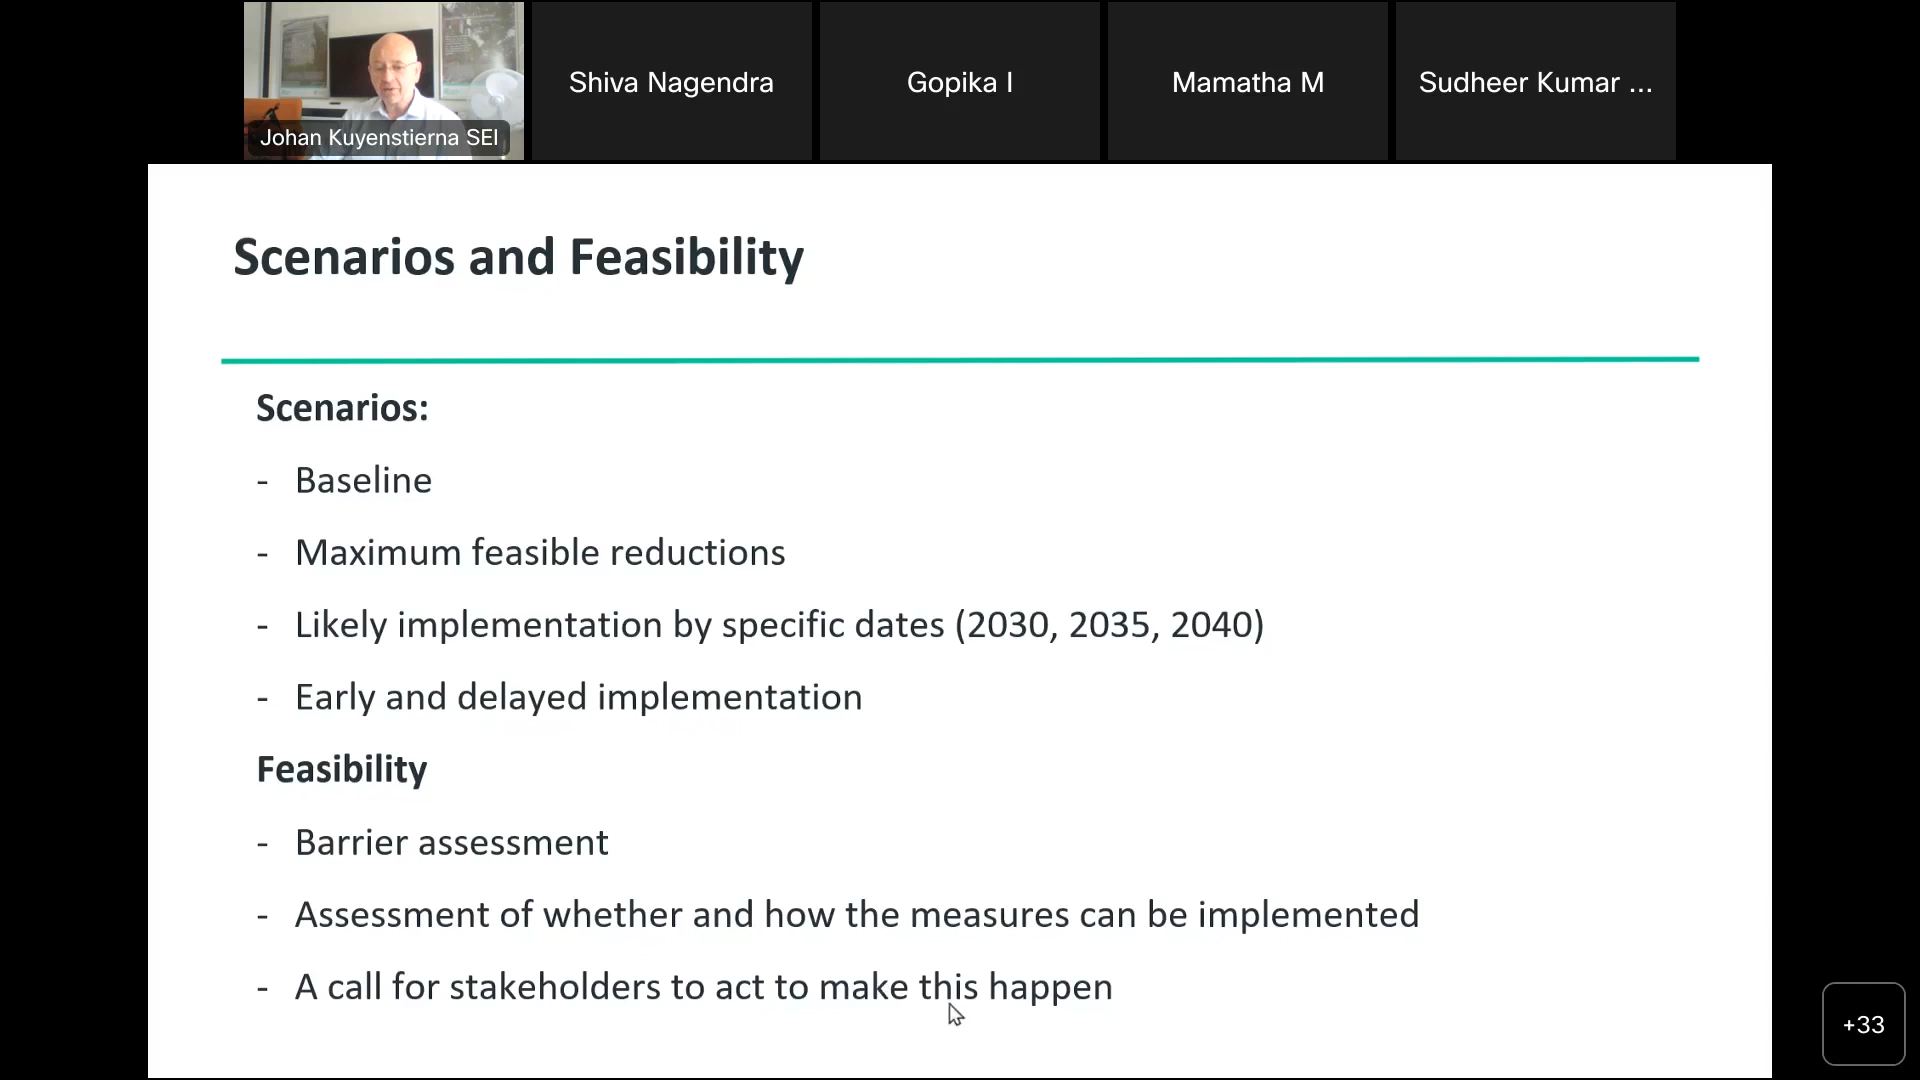 Johan Kuyenstierna SEI
Shiva Nagendra
Gopika I
Mamatha M
Sudheer Kumar ...
Scenarios and Feasibility
Scenarios:
- Baseline
- Maximum feasible reductions
- Likely implementation by specific dates (2030, 2035, 2040)
- Early and delayed implementation
Feasibility
- Barrier assessment
- Assessment of whether and how the measures can be implemented
- A call for stakeholders to act to make this happen
+33